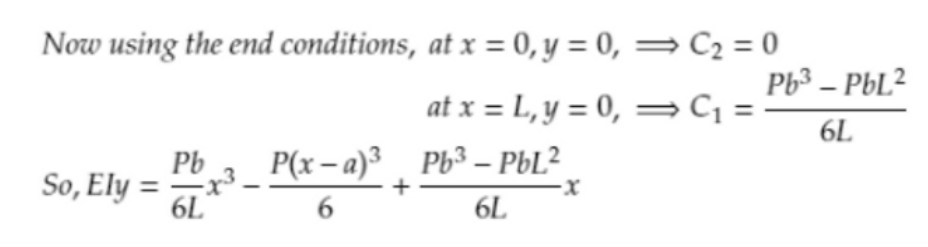 Now using the end conditions, at x = 0, y = 0, ⟹ C₂ = 0
at x = L, y = 0, ⟹ C₁ = (Pb³ – PbL²)/(6L)
So, EIy = (Pb/6L)x³ – P(x – a)³/6 + ((Pb³ – PbL²)/6L)x